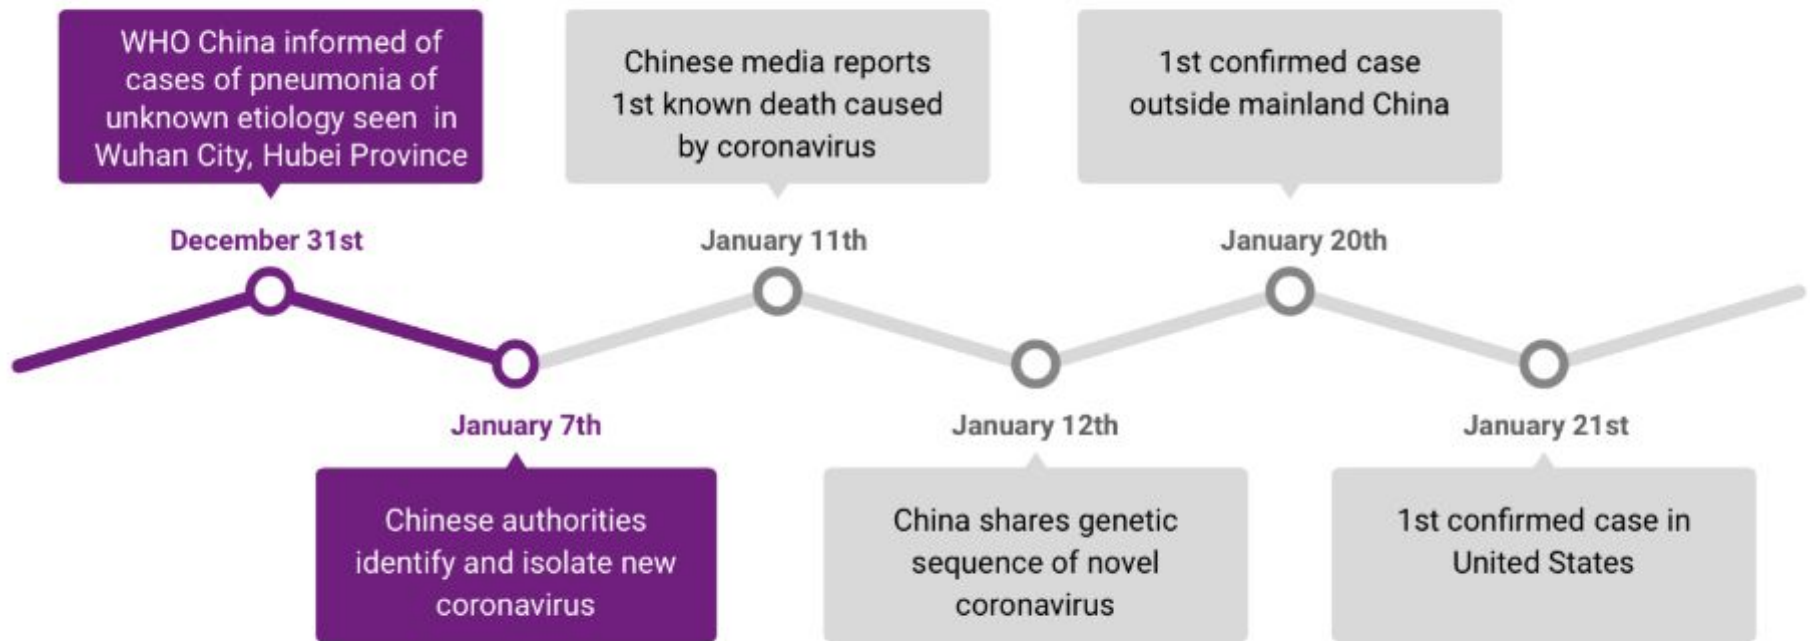 WHO China informed of
cases of pneumonia of
unknown etiology seen in
Wuhan City, Hubei Province
December 31st
Chinese media reports
1st known death caused
by coronavirus
January 11th
1st confirmed case
outside mainland China
January 20th
January 7th
Chinese authorities
identify and isolate new
coronavirus
January 12th
China shares genetic
sequence of novel
coronavirus
January 21st
1st confirmed case in
United States